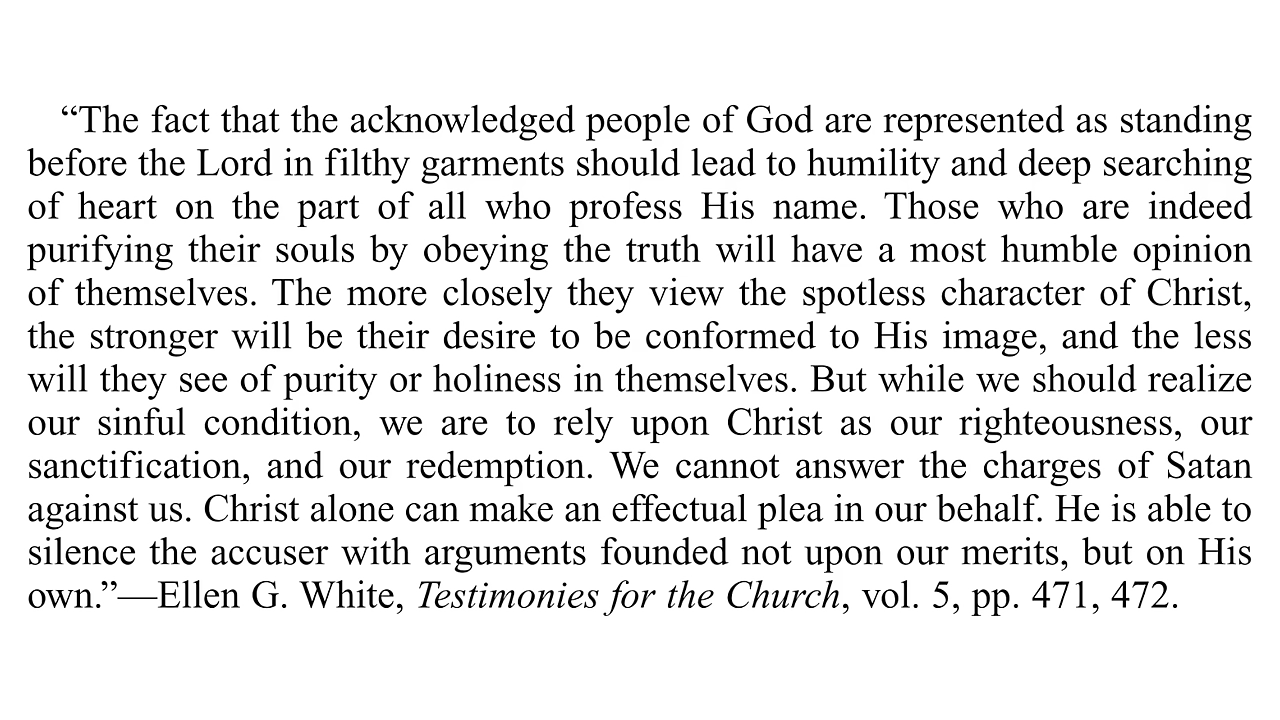 “The fact that the acknowledged people of God are represented as standing
before the Lord in filthy garments should lead to humility and deep searching
of heart on the part of all who profess His name. Those who are indeed
purifying their souls by obeying the truth will have a most humble opinion
of themselves. The more closely they view the spotless character of Christ,
the stronger will be their desire to be conformed to His image, and the less
will they see of purity or holiness in themselves. But while we should realize
our sinful condition, we are to rely upon Christ as our righteousness, our
sanctification, and our redemption. We cannot answer the charges of Satan
against us. Christ alone can make an effectual plea in our behalf. He is able to
silence the accuser with arguments founded not upon our merits, but on His
own.”—Ellen G. White, Testimonies for the Church, vol. 5, pp. 471, 472.